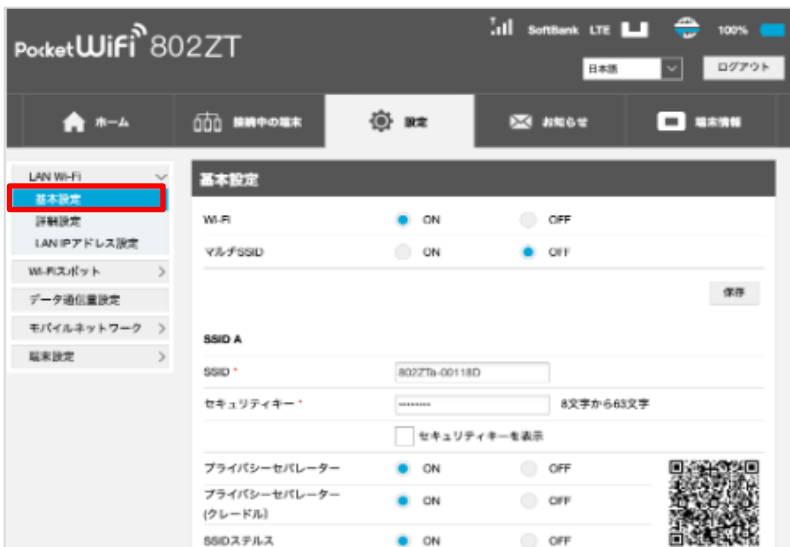 Pocket WiFi 802ZT
SoftBank LTE 100%
日本語 ログアウト
ホーム 接続中の端末 設定 お知らせ 端末情報
LAN Wi-Fi
基本設定
詳細設定
LAN IPアドレス設定
Wi-Fiスポット
データ通信量設定
モバイルネットワーク
端末設定
基本設定
Wi-Fi ON OFF
マルチSSID ON OFF
保存
SSID A
SSID * 802ZTa-00118D
セキュリティキー * ••••••••• 8文字から63文字
セキュリティキーを表示
プライバシーセパレーター ON OFF
プライバシーセパレーター
(クレードル) ON OFF
SSIDステルス ON OFF